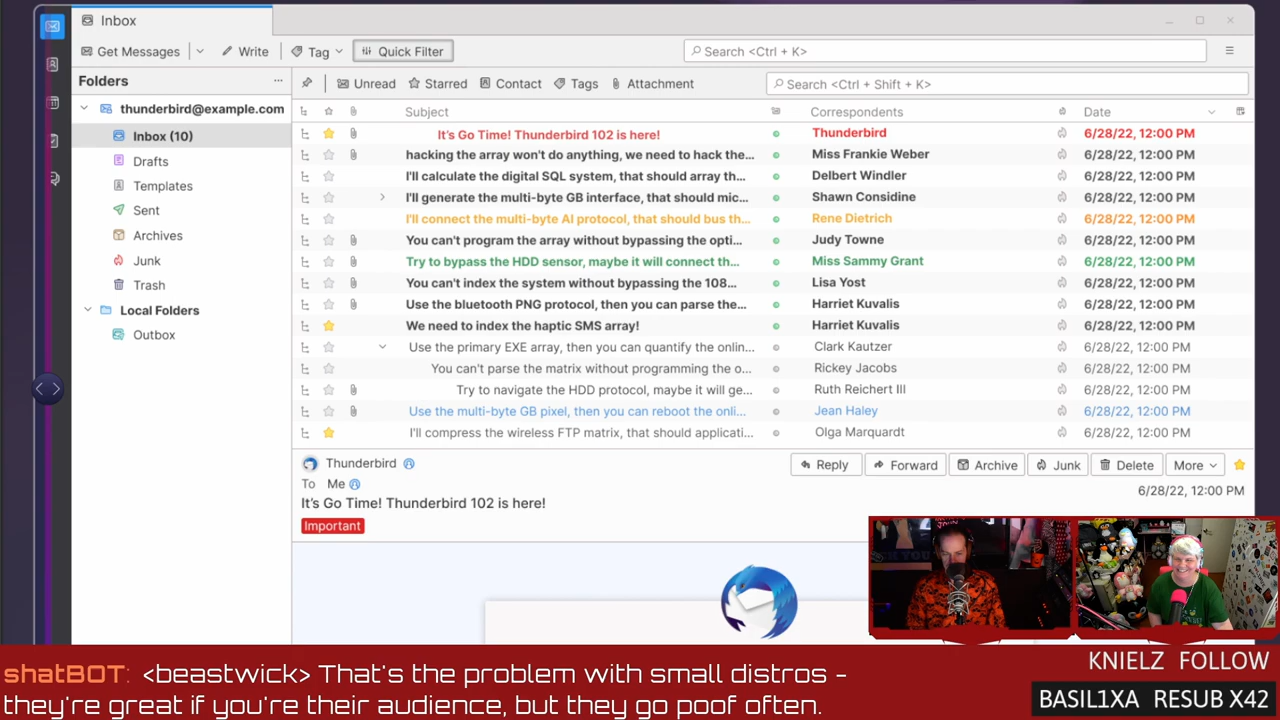 Inbox
Get Messages
Write
Tag
Quick Filter
Search <Ctrl + K>
Folders
Unread
Starred
Contact
Tags
Attachment
Search <Ctrl + Shift + K>
thunderbird@example.com
Inbox (10)
Drafts
Templates
Sent
Archives
Junk
Trash
Local Folders
Outbox
Subject Correspondents Date
It's Go Time! Thunderbird 102 is here! Thunderbird 6/28/22, 12:00 PM
hacking the array won't do anything, we need to hack the... Miss Frankie Weber 6/28/22, 12:00 PM
I'll calculate the digital SQL system, that should array th... Delbert Windler 6/28/22, 12:00 PM
I'll generate the multi-byte GB interface, that should mic... Shawn Considine 6/28/22, 12:00 PM
I'll connect the multi-byte AI protocol, that should bus th... Rene Dietrich 6/28/22, 12:00 PM
You can't program the array without bypassing the opti... Judy Towne 6/28/22, 12:00 PM
Try to bypass the HDD sensor, maybe it will connect th... Miss Sammy Grant 6/28/22, 12:00 PM
You can't index the system without bypassing the 108... Lisa Yost 6/28/22, 12:00 PM
Use the bluetooth PNG protocol, then you can parse the... Harriet Kuvalis 6/28/22, 12:00 PM
We need to index the haptic SMS array! Harriet Kuvalis 6/28/22, 12:00 PM
Use the primary EXE array, then you can quantify the onlin... Clark Kautzer 6/28/22, 12:00 PM
You can't parse the matrix without programming the o... Rickey Jacobs 6/28/22, 12:00 PM
Try to navigate the HDD protocol, maybe it will ge... Ruth Reichert III 6/28/22, 12:00 PM
Use the multi-byte GB pixel, then you can reboot the onli... Jean Haley 6/28/22, 12:00 PM
I'll compress the wireless FTP matrix, that should applicati... Olga Marquardt 6/28/22, 12:00 PM
Thunderbird
Reply
Forward
Archive
Junk
Delete
More
To Me
6/28/22, 12:00 PM
It's Go Time! Thunderbird 102 is here!
Important
shatBOT: <beastwick> That's the problem with small distros -
they're great if you're their audience, but they go poof often.
KNIELZ FOLLOW
BASIL1XA RESUB X42